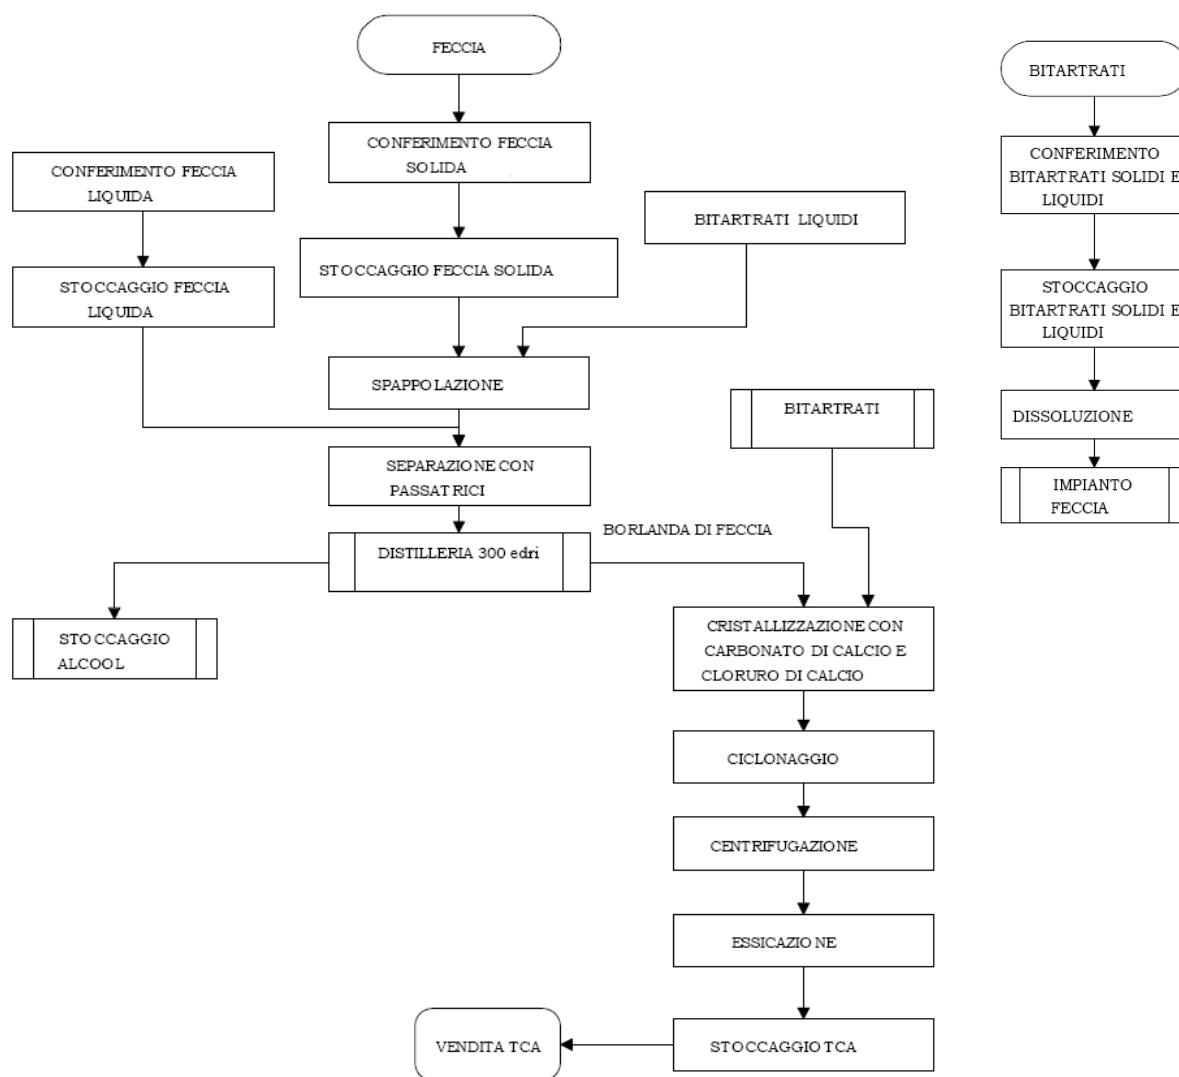 FECCIA
CONFERIMENTO FECCIA
SOLIDA
CONFERIMENTO FECCIA
LIQUIDA
BITARTRATI LIQUIDI
STOCCAGGIO FECCIA SOLIDA
STOCCAGGIO FECCIA
LIQUIDA
SPAPPOLAZIONE
BITARTRATI
SEPARAZIONE CON
PASSATRICI
BORLANDA DI FECCIA
DISTILLERIA 300 edri
STOCCAGGIO
ALCOOL
CRISTALLIZZAZIONE CON
CARBONATO DI CALCIO E
CLORURO DI CALCIO
CICLONAGGIO
CENTRIFUGAZIONE
ESSICAZIONE
STOCCAGGIO TCA
VENDITA TCA
BITARTRATI
CONFERIMENTO
BITARTRATI SOLIDI E
LIQUIDI
STOCCAGGIO
BITARTRATI SOLIDI E
LIQUIDI
DISSOLUZIONE
IMPIANTO
FECCIA